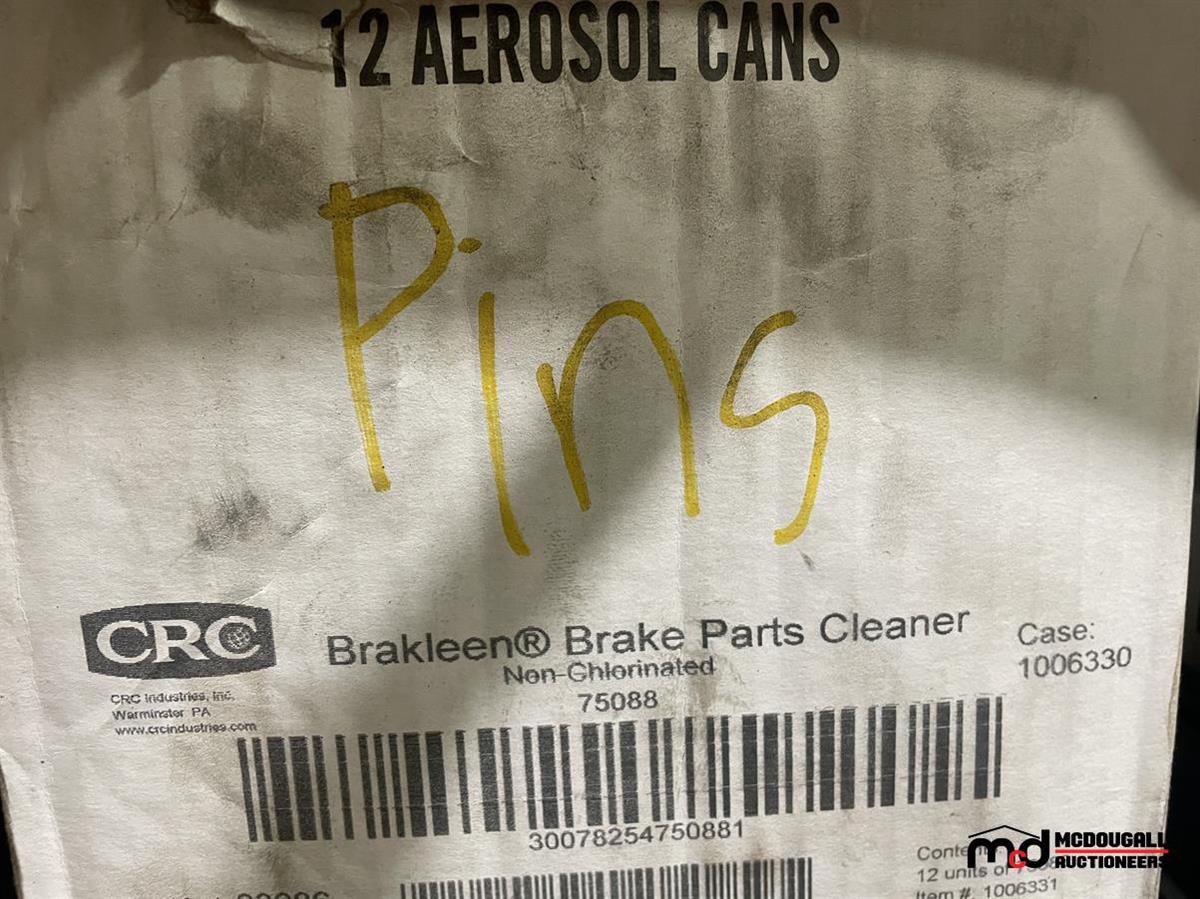 12 AEROSOL CANS
Pins
CRC
Brakleen® Brake Parts Cleaner
Non-Chlorinated
75088
Case:
1006330
CRC Industries, Inc.
Warminster PA
www.crcindustries.com
30078254750881
12 units of
Item #: 1006331
mcd MCDOUGALL
AUCTIONEERS